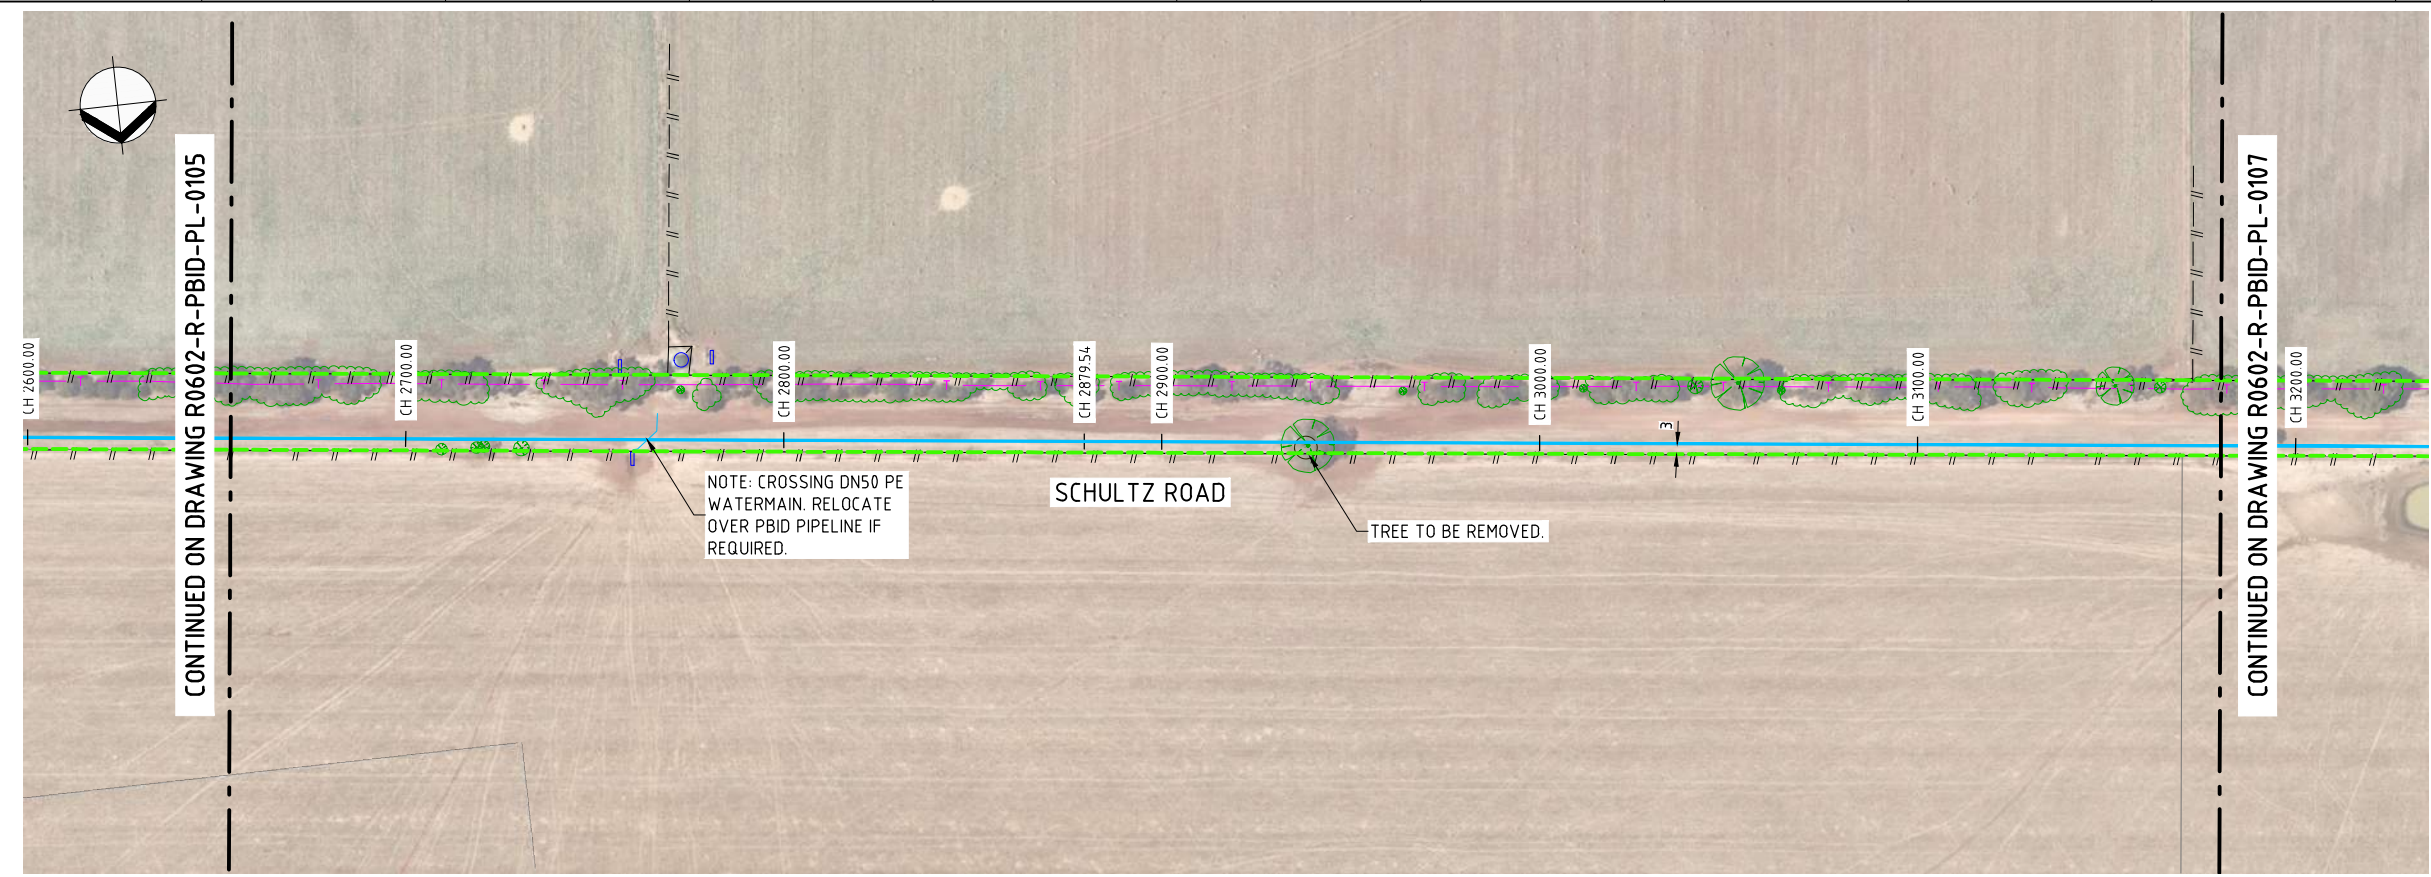 CONTINUED ON DRAWING R0602-R-PBID-PL-0105
CONTINUED ON DRAWING R0602-R-PBID-PL-0107
CH 2600.00
CH 2700.00
CH 2800.00
CH 2879.54
CH 2900.00
CH 3000.00
CH 3100.00
CH 3200.00
3
NOTE: CROSSING DN50 PE
WATERMAIN. RELOCATE
OVER PBID PIPELINE IF
REQUIRED.
SCHULTZ ROAD
TREE TO BE REMOVED.